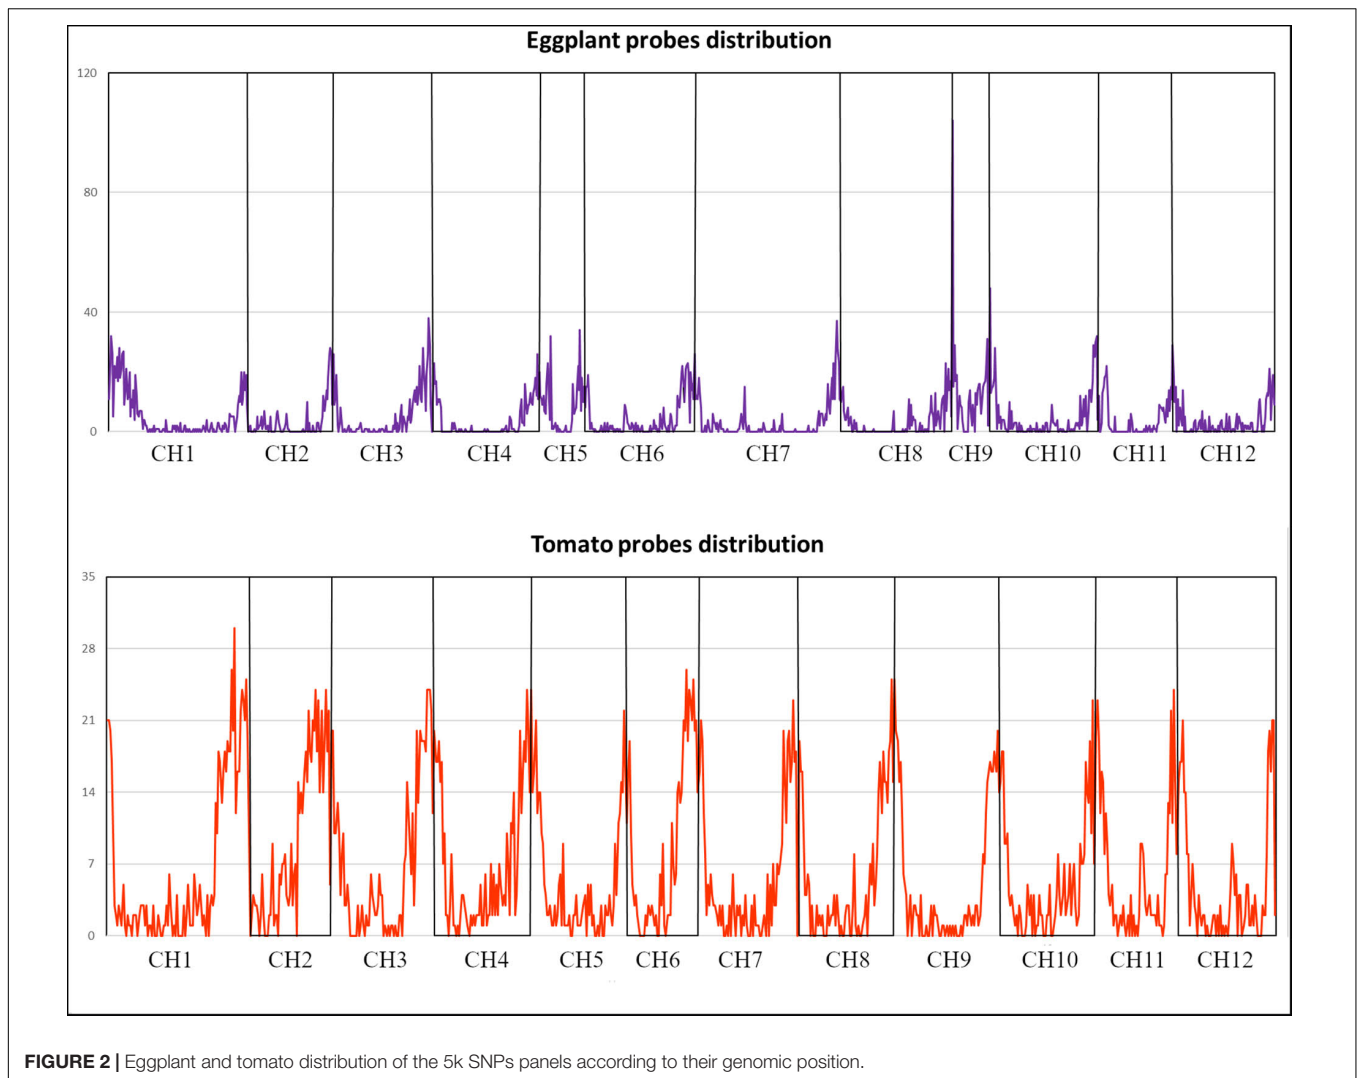 Eggplant probes distribution
120
80
40
0
CH1 CH2 CH3 CH4 CH5 CH6 CH7 CH8 CH9 CH10 CH11 CH12
Tomato probes distribution
35
28
21
14
7
0
CH1 CH2 CH3 CH4 CH5 CH6 CH7 CH8 CH9 CH10 CH11 CH12
FIGURE 2 | Eggplant and tomato distribution of the 5k SNPs panels according to their genomic position.